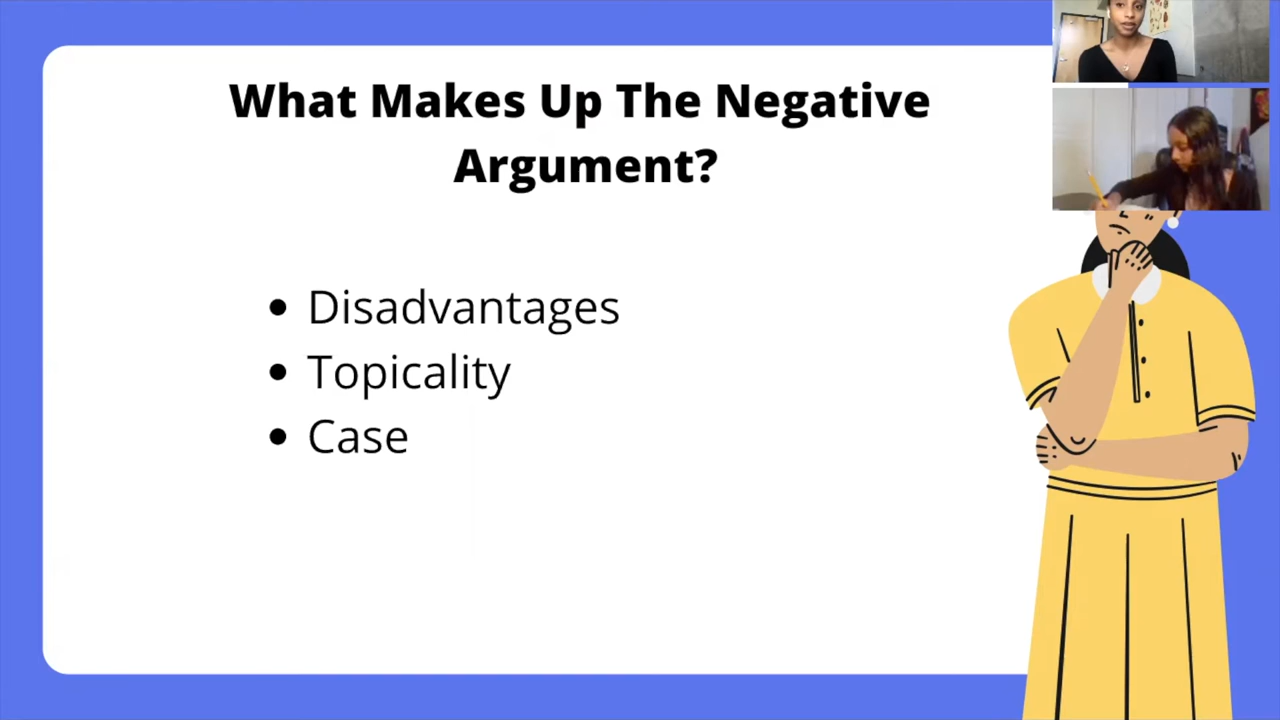 What Makes Up The Negative
Argument?
Disadvantages
Topicality
Case